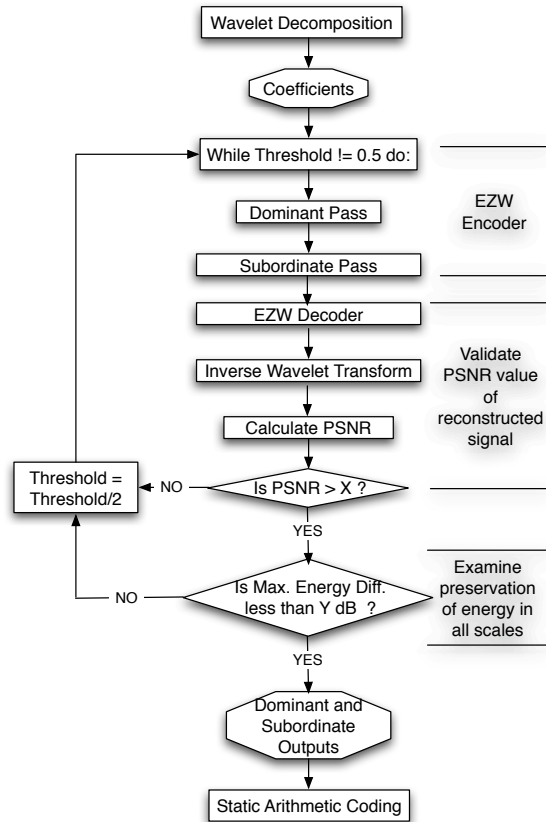 Wavelet Decomposition
Coefficients
While Threshold != 0.5 do:
Dominant Pass
EZW
Encoder
Subordinate Pass
EZW Decoder
Inverse Wavelet Transform
Validate
PSNR value
of
reconstructed
signal
Calculate PSNR
Threshold =
Threshold/2
NO
Is PSNR > X ?
YES
Is Max. Energy Diff.
less than Y dB ?
NO
Examine
preservation
of energy in
all scales
YES
Dominant and
Subordinate
Outputs
Static Arithmetic Coding